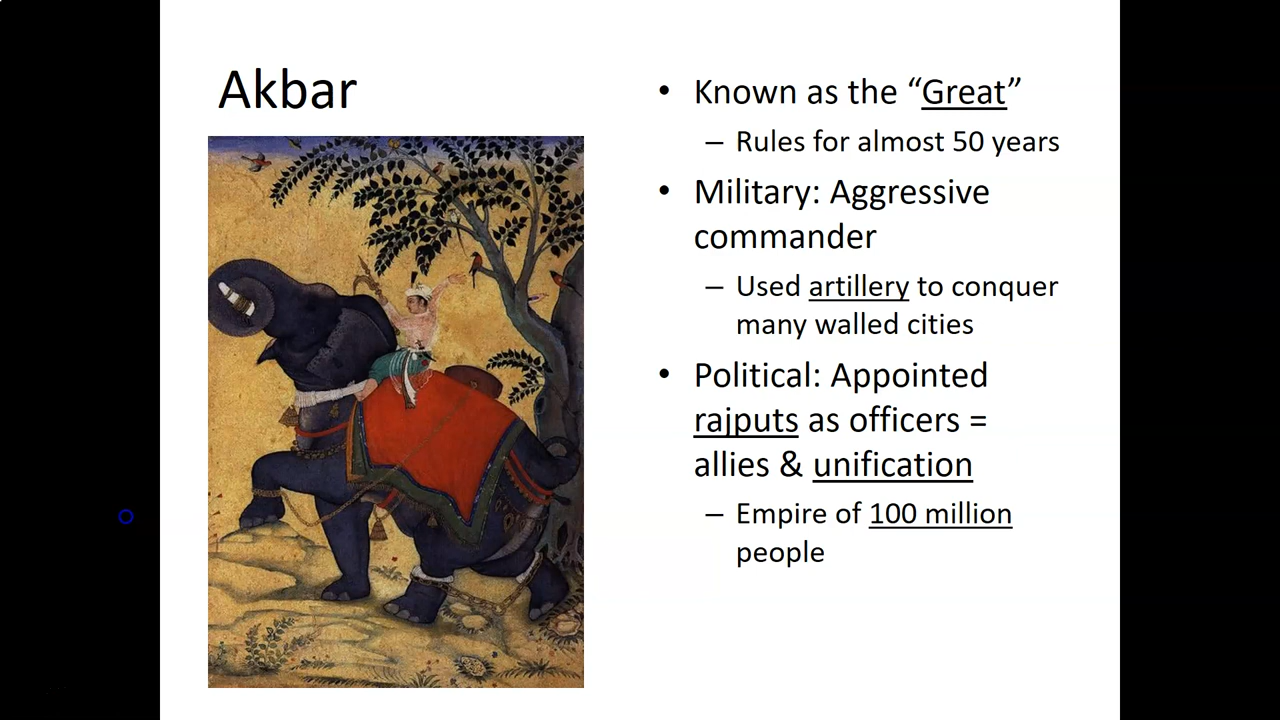 Akbar
• Known as the “Great”
– Rules for almost 50 years
• Military: Aggressive
commander
– Used artillery to conquer
many walled cities
• Political: Appointed
rajputs as officers =
allies & unification
– Empire of 100 million
people